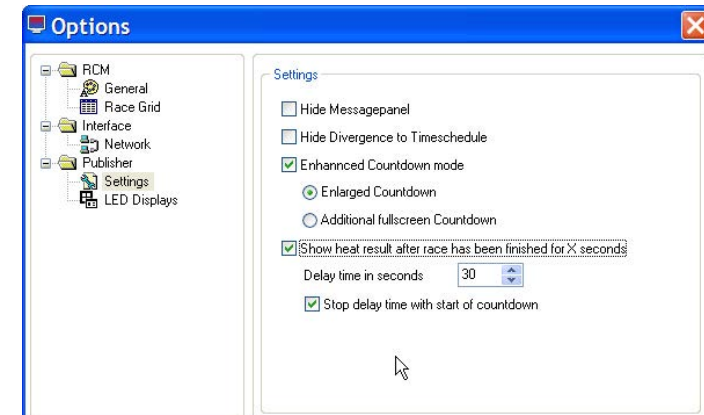 Options
RCM
General
Race Grid
Interface
Network
Publisher
Settings
LED Displays
Settings
Hide Messagepanel
Hide Divergence to Timeschedule
Enhannced Countdown mode
Enlarged Countdown
Additional fullscreen Countdown
Show heat result after race has been finished for X seconds
Delay time in seconds 30
Stop delay time with start of countdown